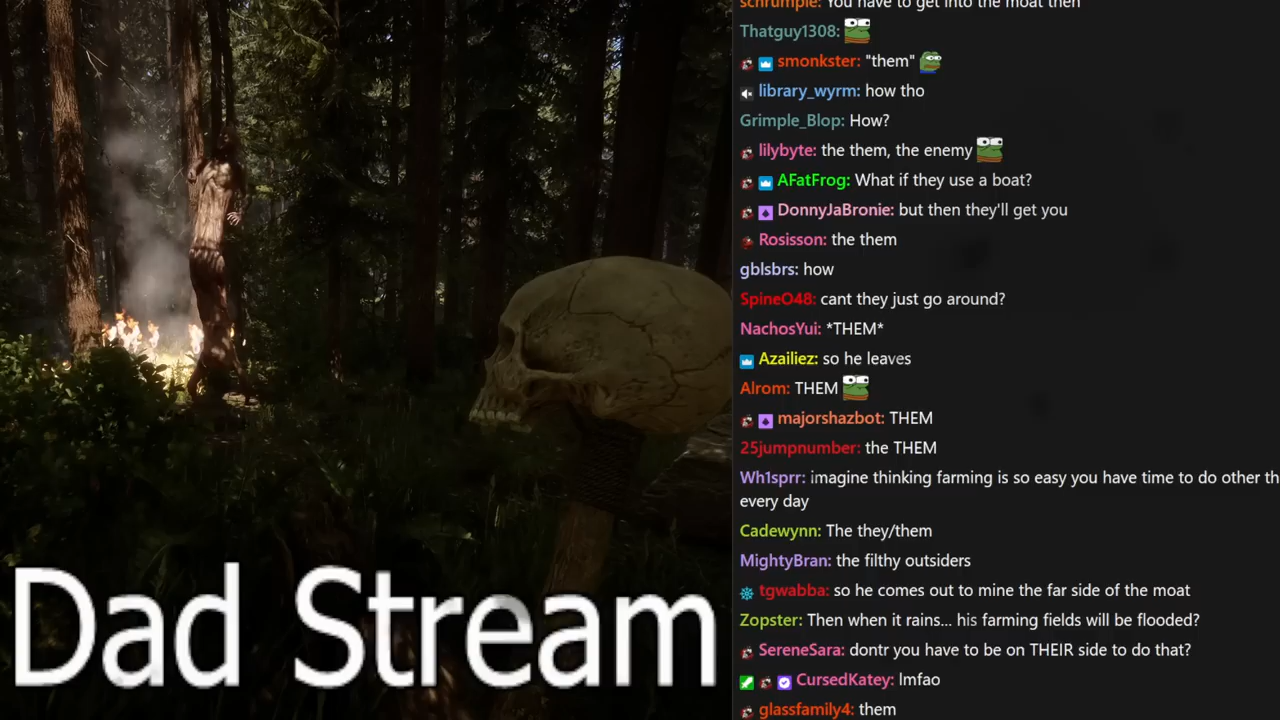 schrumple: You have to get into the moat then
Thatguy1308:
smonkster: "them"
library_wyrm: how tho
Grimple_Blop: How?
lilybyte: the them, the enemy
AFatFrog: What if they use a boat?
DonnyJaBronie: but then they'll get you
Rosisson: the them
gblsbrs: how
SpineO48: cant they just go around?
NachosYui: *THEM*
Azailiez: so he leaves
Alrom: THEM
majorshazbot: THEM
25jumpnumber: the THEM
Wh1sprr: imagine thinking farming is so easy you have time to do other th
every day
Cadewynn: The they/them
MightyBran: the filthy outsiders
tgwabba: so he comes out to mine the far side of the moat
Zopster: Then when it rains... his farming fields will be flooded?
SereneSara: dontr you have to be on THEIR side to do that?
CursedKatey: lmfao
glassfamily4: them
Dad Stream